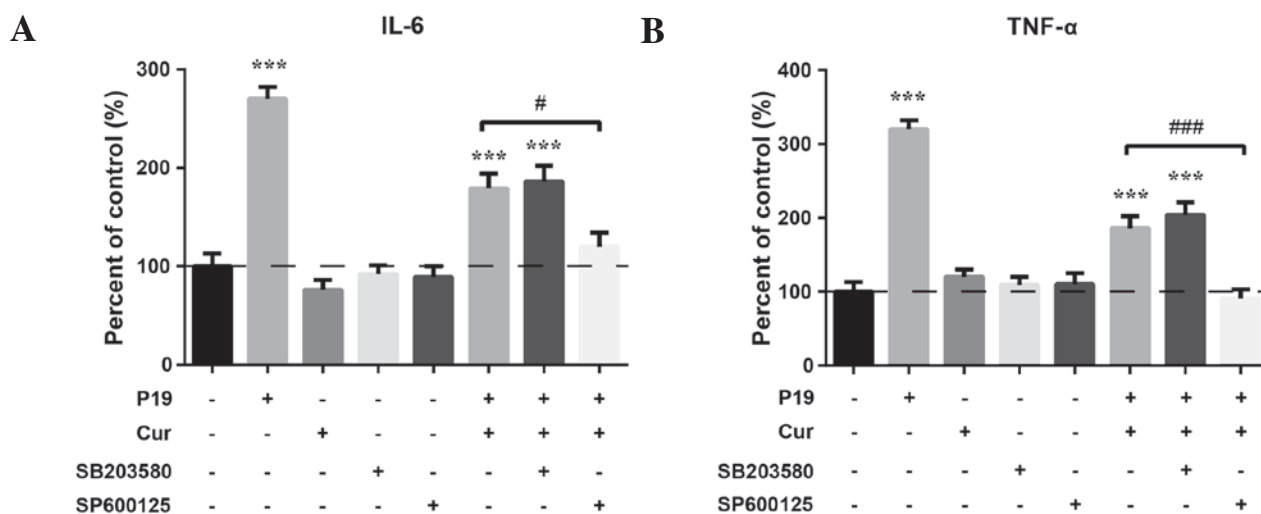 A
IL-6
Percent of control (%)
300
200
100
0
***
***
***
#
P19 - + - - - + + +
Cur - - + - - + + +
SB203580 - - - + - - + -
SP600125 - - - - + - - +
B
TNF-α
Percent of control (%)
400
300
200
100
0
***
***
***
###
P19 - + - - - + + +
Cur - - + - - + + +
SB203580 - - - + - - + -
SP600125 - - - - + - - +